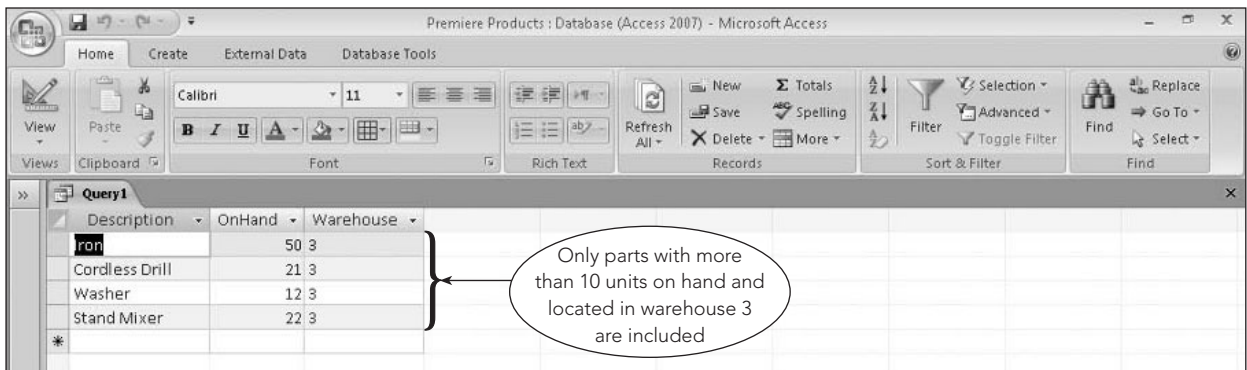 Premiere Products : Database (Access 2007) - Microsoft Access
Home Create External Data Database Tools
View
Paste
Calibri 11
B I U A
ab
Refresh All
New
Save
Delete
Σ Totals
Spelling
More
Filter
Selection
Advanced
Toggle Filter
Find
Replace
Go To
Select
Views Clipboard Font Rich Text Records Sort & Filter Find
Query1
Description OnHand Warehouse
Iron 50 3
Cordless Drill 21 3
Washer 12 3
Stand Mixer 22 3
Only parts with more
than 10 units on hand and
located in warehouse 3
are included